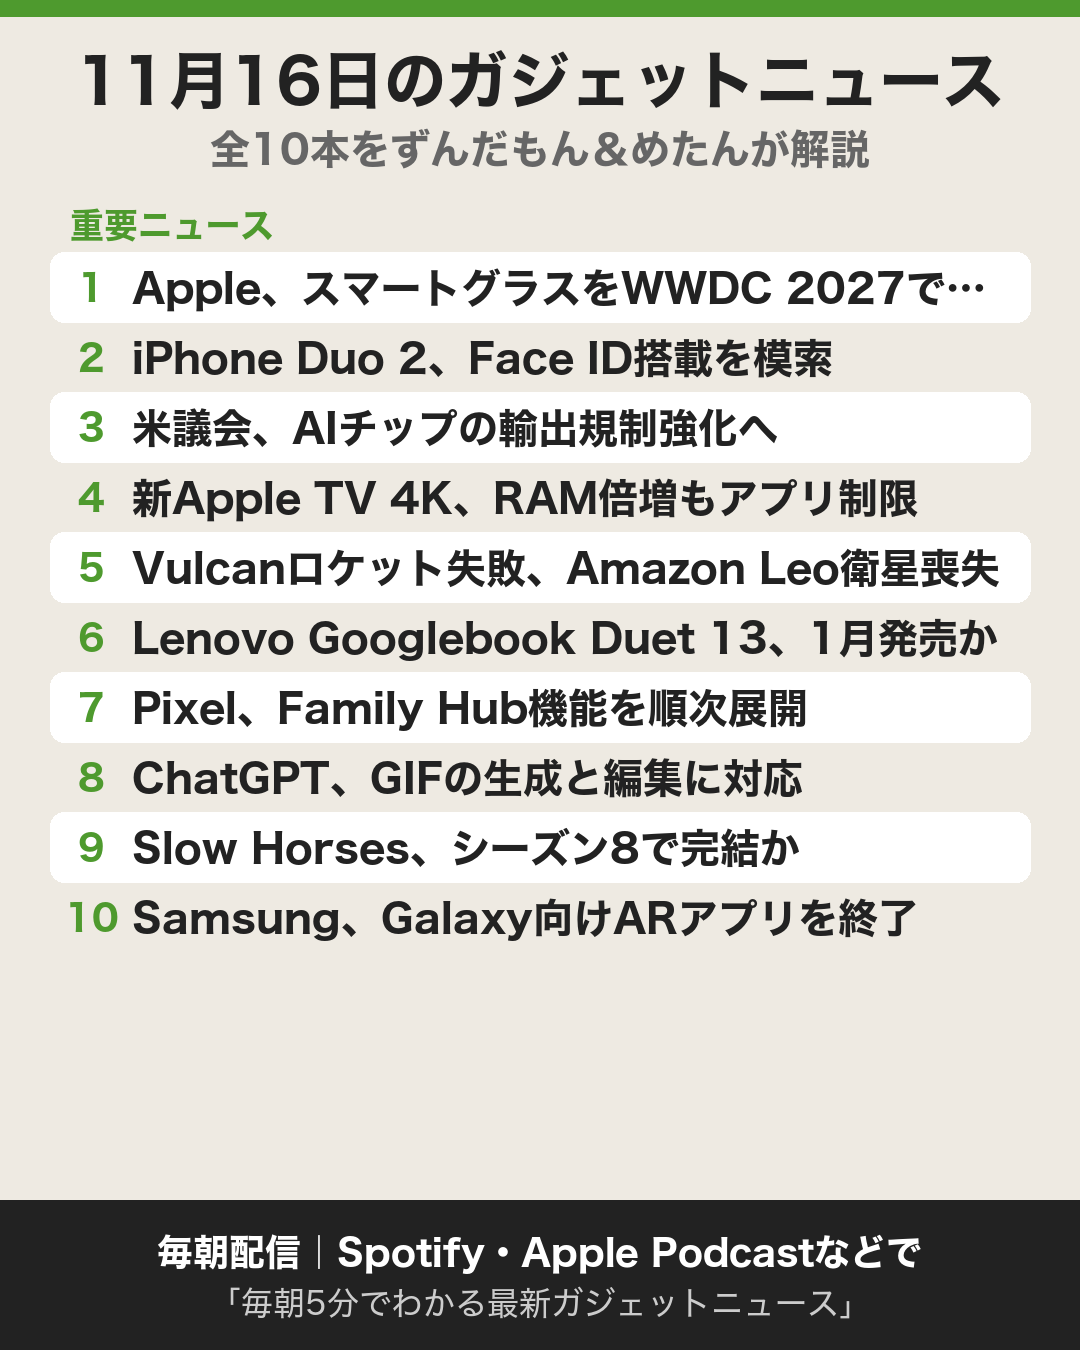 11月16日のガジェットニュース
全10本をずんだもん＆めたんが解説
重要ニュース
1 Apple、スマートグラスをWWDC 2027で…
2 iPhone Duo 2、Face ID搭載を模索
3 米議会、AIチップの輸出規制強化へ
4 新Apple TV 4K、RAM倍増もアプリ制限
5 Vulcanロケット失敗、Amazon Leo衛星喪失
6 Lenovo Googlebook Duet 13、1月発売か
7 Pixel、Family Hub機能を順次展開
8 ChatGPT、GIFの生成と編集に対応
9 Slow Horses、シーズン8で完結か
10 Samsung、Galaxy向けARアプリを終了
毎朝配信｜Spotify・Apple Podcastなどで
「毎朝5分でわかる最新ガジェットニュース」